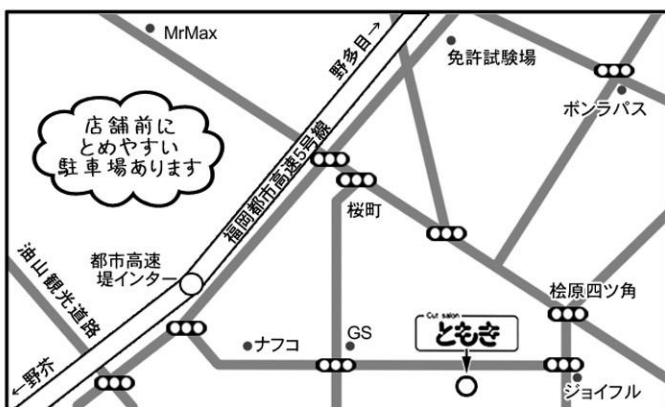 MrMax
野多目→
免許試験場
ボンラパス
店舗前に
とめやすい
駐車場あります
福岡都市高速5号線
桜町
都市高速
堤インター
油山観光道路
桧原四ツ角
Cut salon
ともき
ナフコ
GS
ジョイフル
←野芥